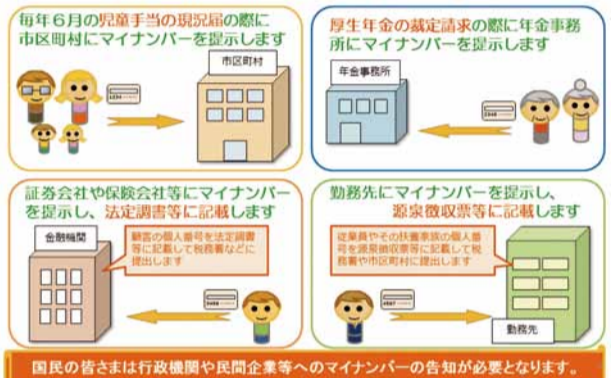 毎年6月の児童手当の現況届の際に
市区町村にマイナンバーを提示します
市区町村
厚生年金の裁定請求の際に年金事務
所にマイナンバーを提示します
年金事務所
証券会社や保険会社等にマイナンバー
を提示し、法定調書等に記載します
金融機関
顧客の個人番号を法定調書
等に記載して税務署などに
提出します
勤務先にマイナンバーを提示し、
源泉徴収票等に記載します
従業員やその扶養家族の個人番
号を源泉徴収票等に記載して税
務署や市区町村に提出します
勤務先
国民の皆さまは行政機関や民間企業等へのマイナンバーの告知が必要となります。